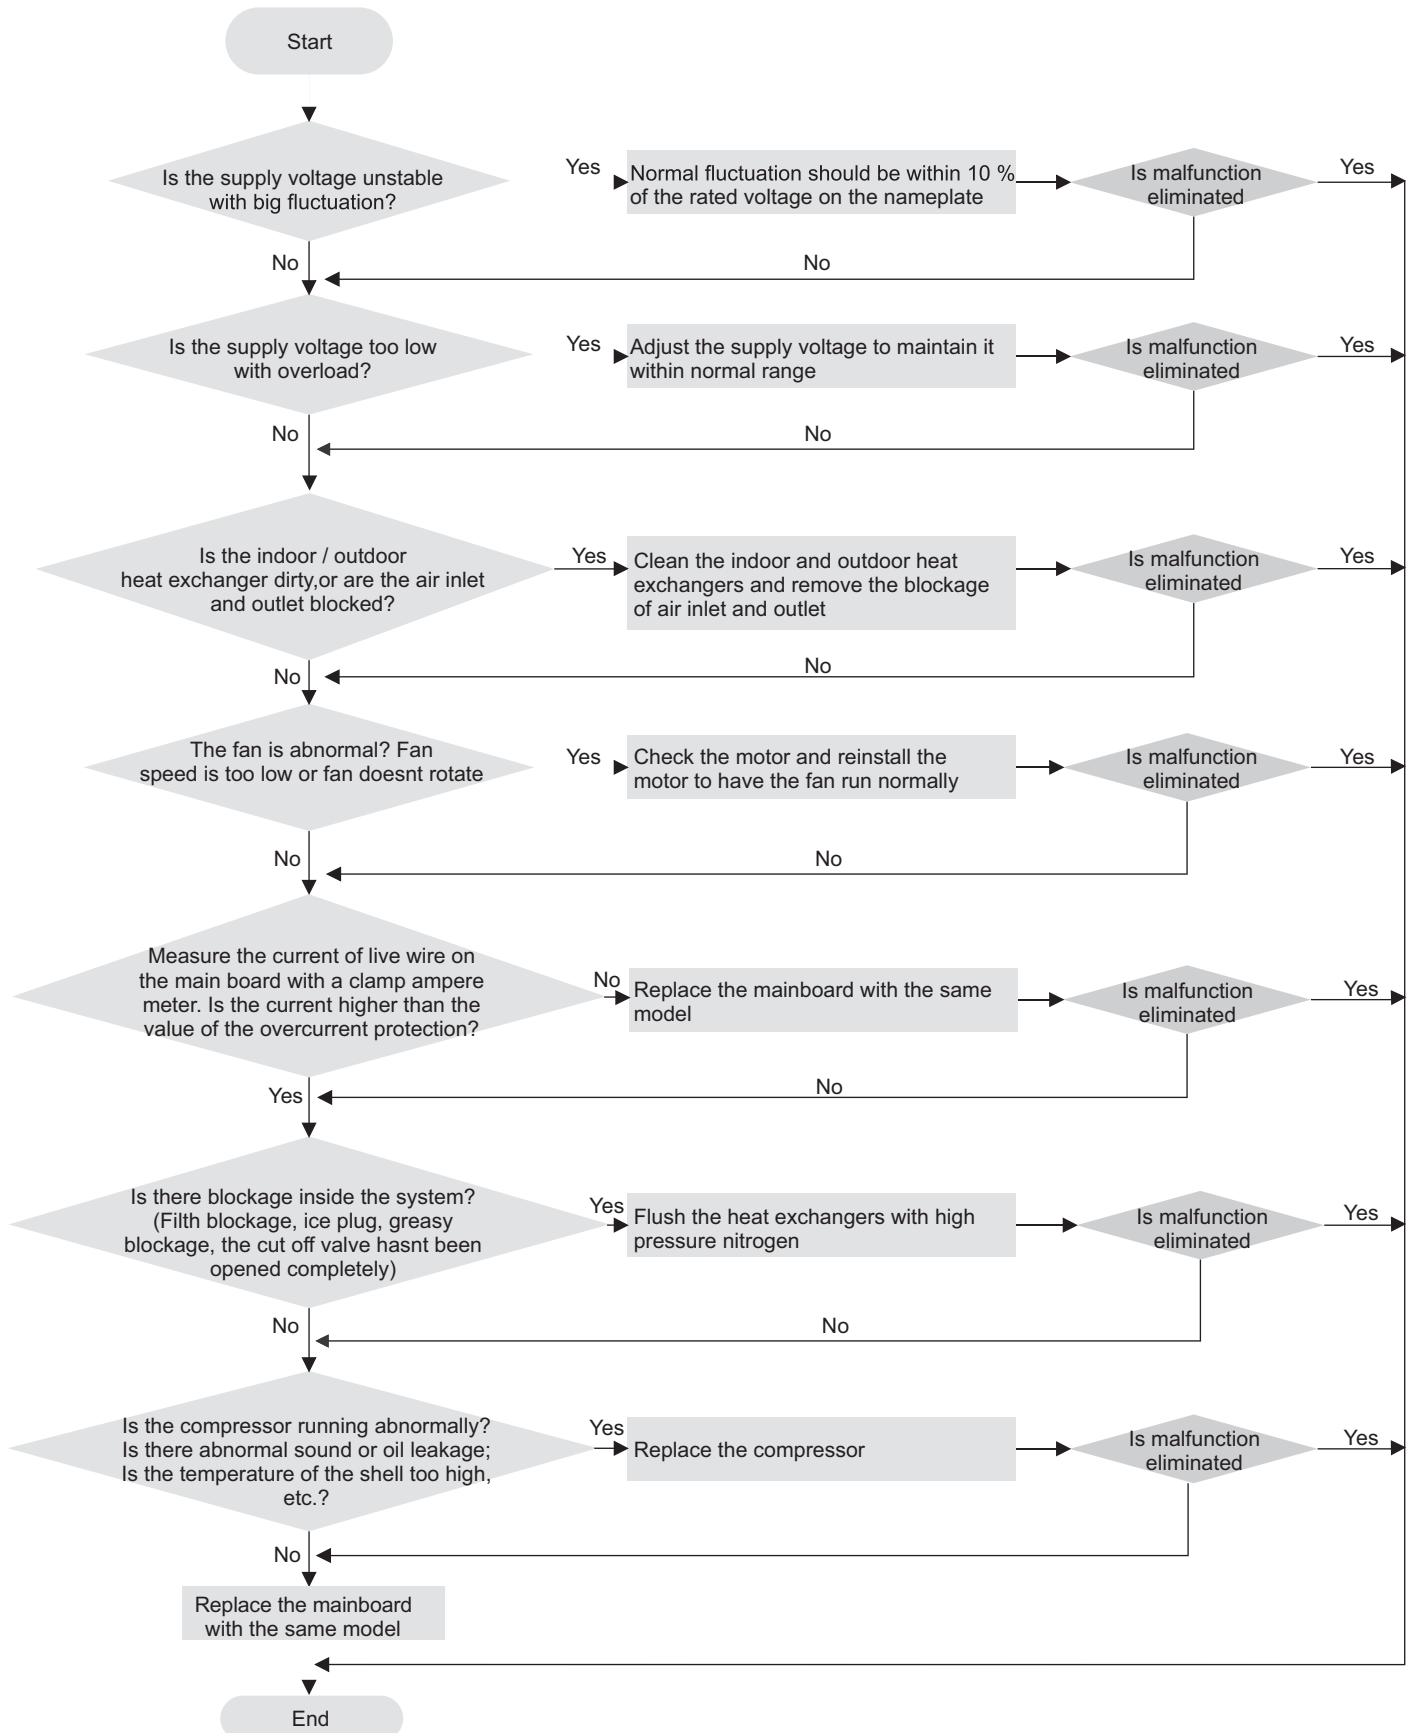 Start
Is the supply voltage unstable
with big fluctuation?
Yes
Normal fluctuation should be within 10 %
of the rated voltage on the nameplate
Is malfunction
eliminated
Yes
No
No
Is the supply voltage too low
with overload?
Yes
Adjust the supply voltage to maintain it
within normal range
Is malfunction
eliminated
Yes
No
No
Is the indoor / outdoor
heat exchanger dirty,or are the air inlet
and outlet blocked?
Yes
Clean the indoor and outdoor heat
exchangers and remove the blockage
of air inlet and outlet
Is malfunction
eliminated
Yes
No
No
The fan is abnormal? Fan
speed is too low or fan doesnt rotate
Yes
Check the motor and reinstall the
motor to have the fan run normally
Is malfunction
eliminated
Yes
No
No
Measure the current of live wire on
the main board with a clamp ampere
meter. Is the current higher than the
value of the overcurrent protection?
No
Replace the mainboard with the same
model
Is malfunction
eliminated
Yes
Yes
No
Is there blockage inside the system?
(Filth blockage, ice plug, greasy
blockage, the cut off valve hasnt been
opened completely)
Yes
Flush the heat exchangers with high
pressure nitrogen
Is malfunction
eliminated
Yes
No
No
Is the compressor running abnormally?
Is there abnormal sound or oil leakage;
Is the temperature of the shell too high,
etc.?
Yes
Replace the compressor
Is malfunction
eliminated
Yes
No
Replace the mainboard
with the same model
End